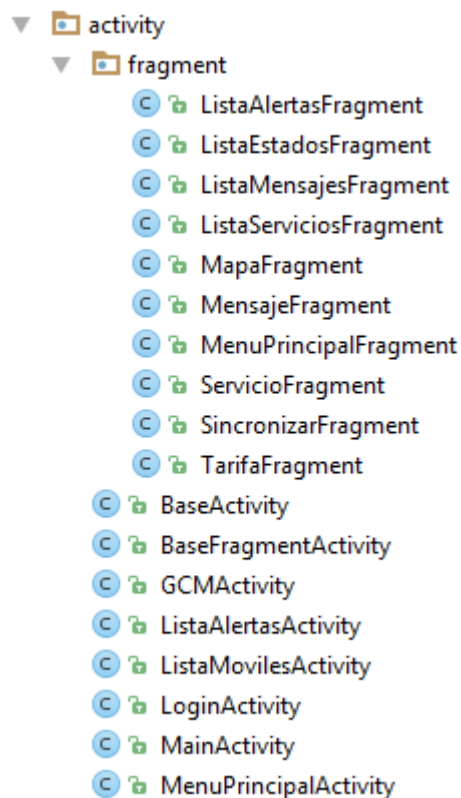 activity
fragment
C ListaAlertasFragment
C ListaEstadosFragment
C ListaMensajesFragment
C ListaServiciosFragment
C MapaFragment
C MensajeFragment
C MenuPrincipalFragment
C ServicioFragment
C SincronizarFragment
C TarifaFragment
C BaseActivity
C BaseFragmentActivity
C GCMActivity
C ListaAlertasActivity
C ListaMovilesActivity
C LoginActivity
C MainActivity
C MenuPrincipalActivity